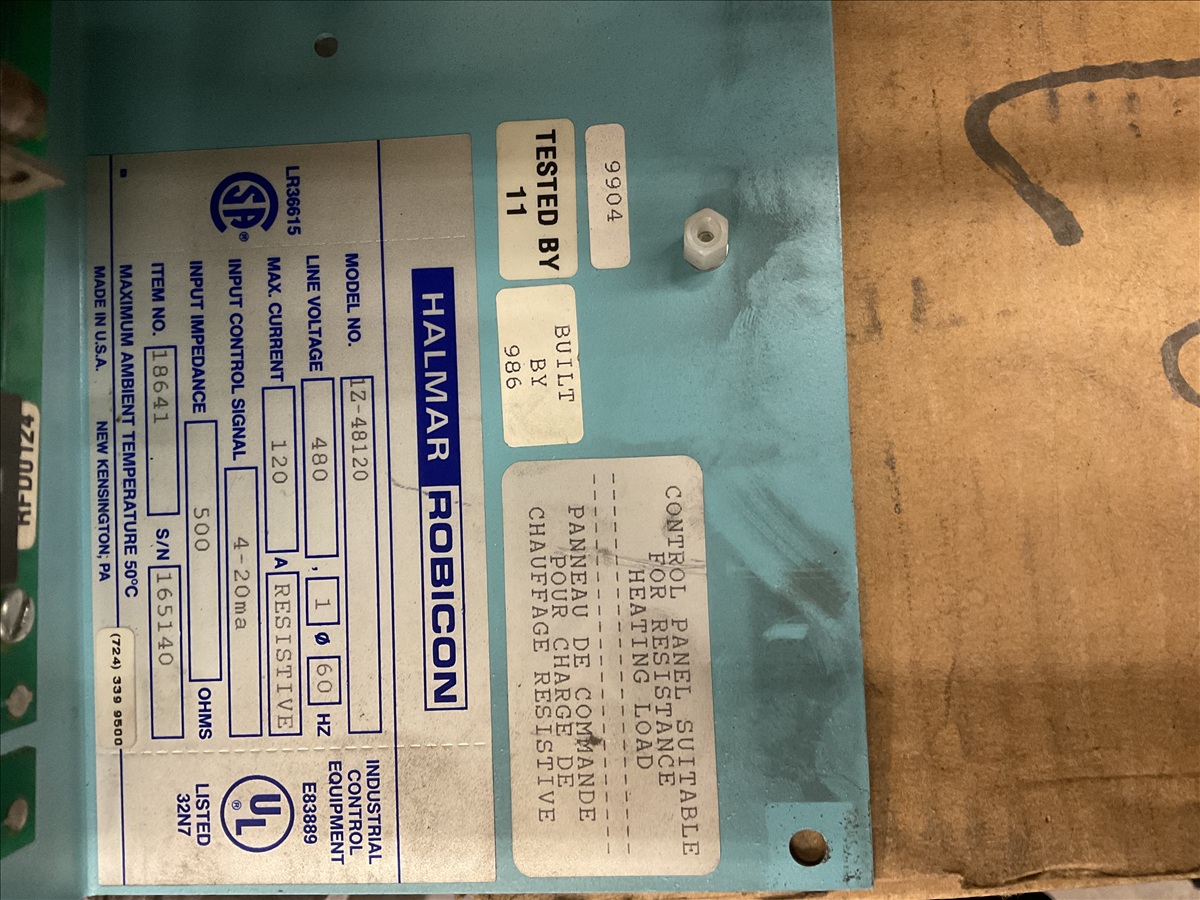 9904
TESTED BY
11
BUILT
BY
986
CONTROL PANEL SUITABLE
FOR RESISTANCE
HEATING LOAD
PANNEAU DE COMMANDE
POUR CHARGE DE
CHAUFFAGE RESISTIVE
HALMAR ROBICON
LR36615
SA ®
MODEL NO. 1Z-48120
LINE VOLTAGE 480 , 1 Ø 60 HZ
MAX. CURRENT 120 A RESISTIVE
INPUT CONTROL SIGNAL 4-20ma
INPUT IMPEDANCE 500 OHMS
ITEM NO. 18641 S/N 165140
MAXIMUM AMBIENT TEMPERATURE 50°C
MADE IN U.S.A. NEW KENSINGTON, PA
(724) 339 9500
INDUSTRIAL
CONTROL
EQUIPMENT
E83889
UL ®
LISTED
32N7